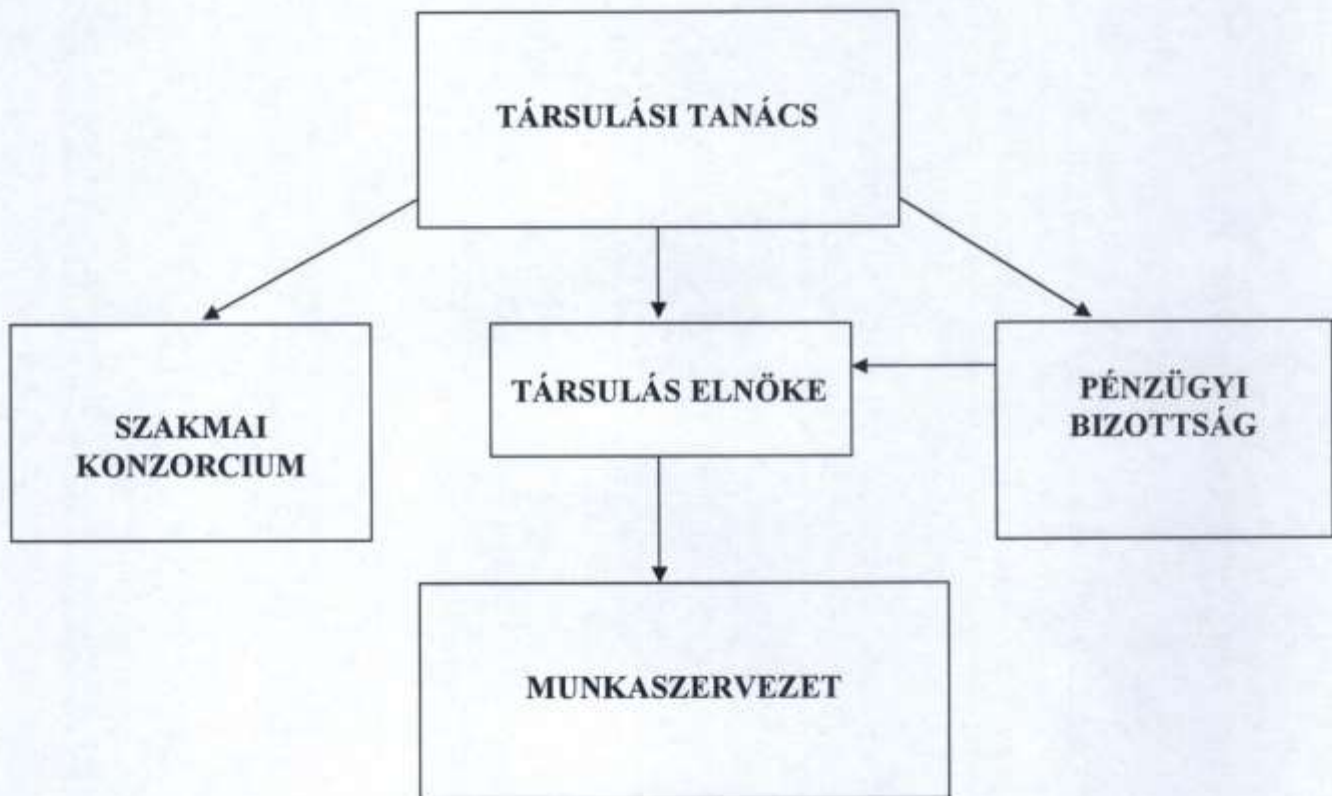 TÁRSULÁSI TANÁCS
SZAKMAI
KONZORCIUM
TÁRSULÁS ELNÖKE
PÉNZÜGYI
BIZOTTSÁG
MUNKASZERVEZET